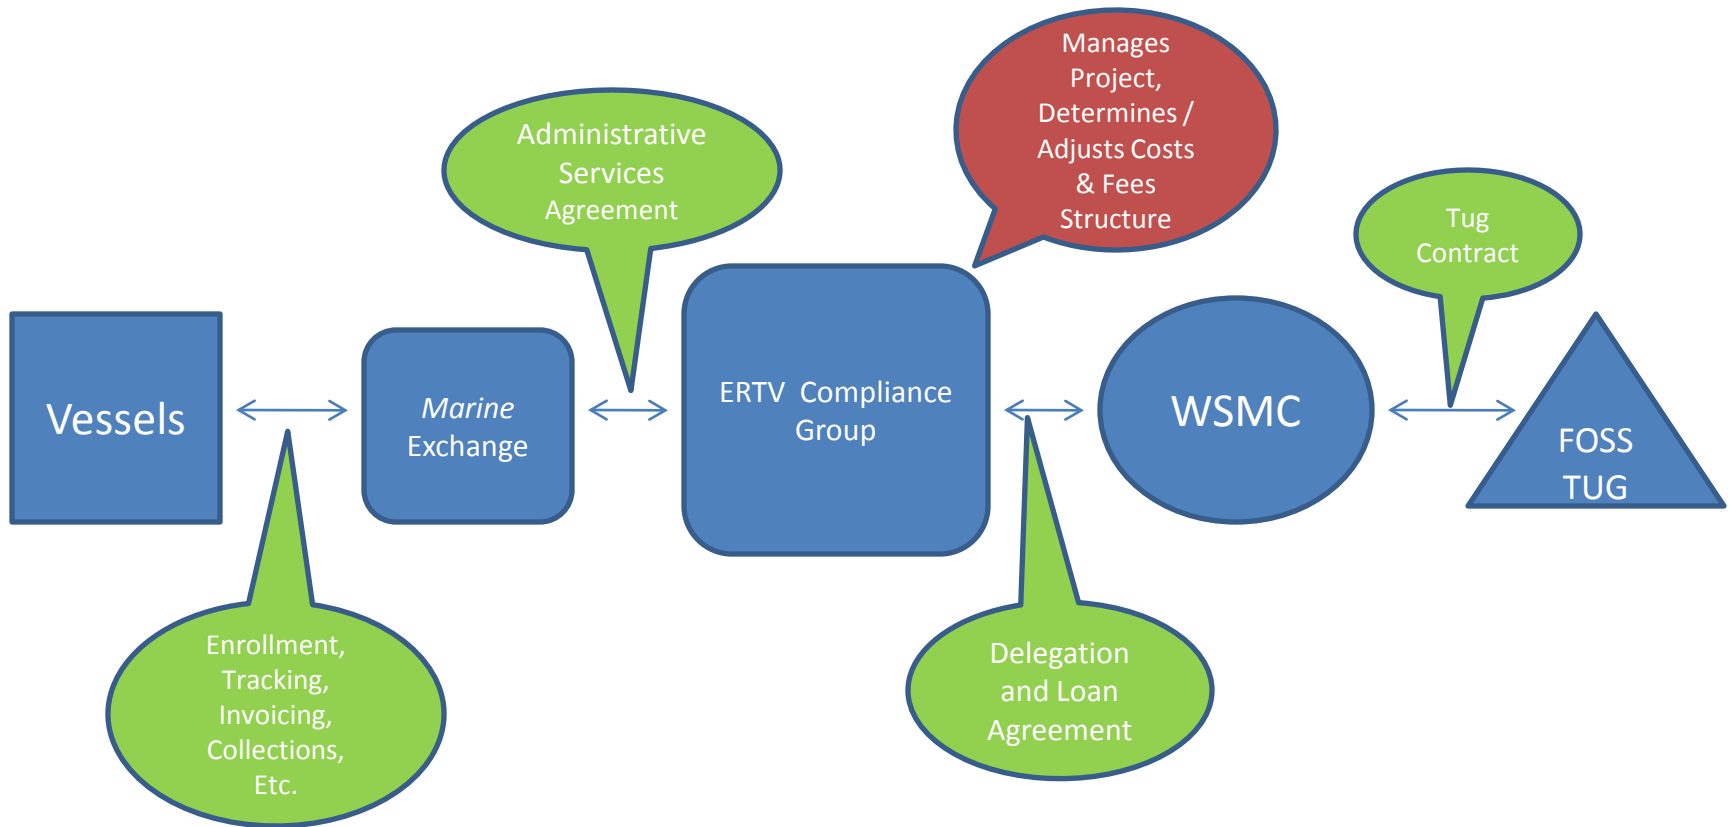 Manages
Project,
Determines /
Adjusts Costs
& Fees
Structure
Administrative
Services
Agreement
Tug
Contract
Vessels
Marine
Exchange
ERTV Compliance
Group
WSMC
FOSS
TUG
Enrollment,
Tracking,
Invoicing,
Collections,
Etc.
Delegation
and Loan
Agreement